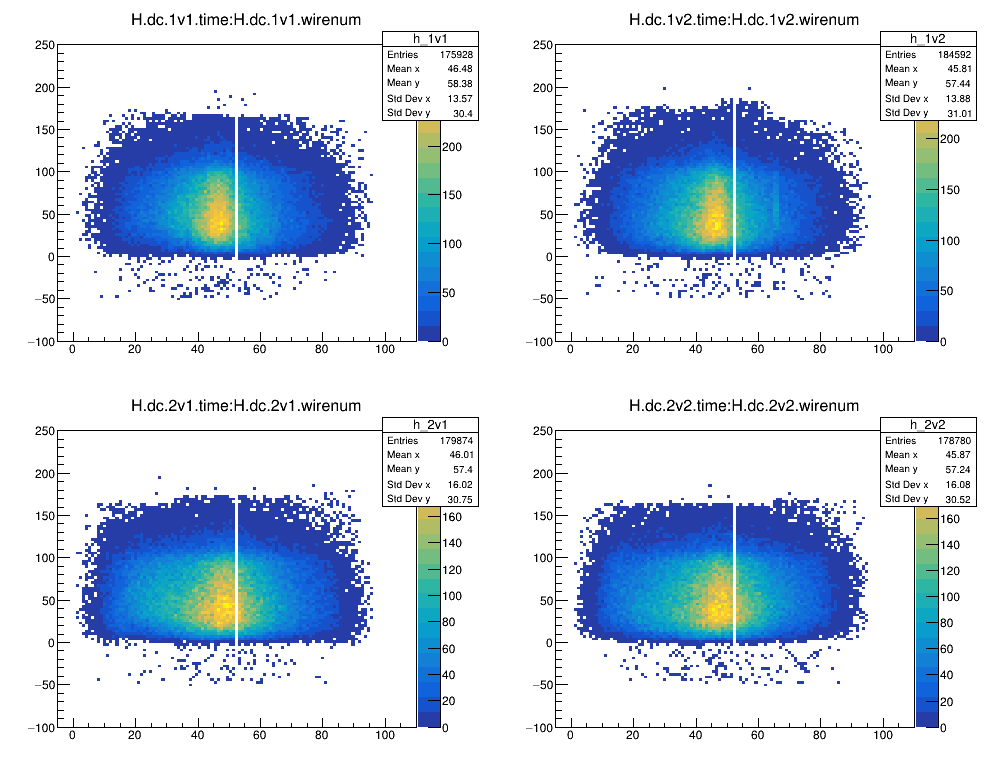 H.dc.1v1.time:H.dc.1v1.wirenum
h_1v1
Entries 175928
Mean x 46.48
Mean y 58.38
Std Dev x 13.57
Std Dev y 30.4
250
200
150
100
50
0
−50
−100
0 20 40 60 80 100
200
150
100
50
0
H.dc.1v2.time:H.dc.1v2.wirenum
h_1v2
Entries 184592
Mean x 45.81
Mean y 57.44
Std Dev x 13.88
Std Dev y 31.01
250
200
150
100
50
0
−50
−100
0 20 40 60 80 100
200
150
100
50
0
H.dc.2v1.time:H.dc.2v1.wirenum
h_2v1
Entries 179874
Mean x 46.01
Mean y 57.4
Std Dev x 16.02
Std Dev y 30.75
250
200
150
100
50
0
−50
−100
0 20 40 60 80 100
160
140
120
100
80
60
40
20
0
H.dc.2v2.time:H.dc.2v2.wirenum
h_2v2
Entries 178780
Mean x 45.87
Mean y 57.24
Std Dev x 16.08
Std Dev y 30.52
250
200
150
100
50
0
−50
−100
0 20 40 60 80 100
160
140
120
100
80
60
40
20
0